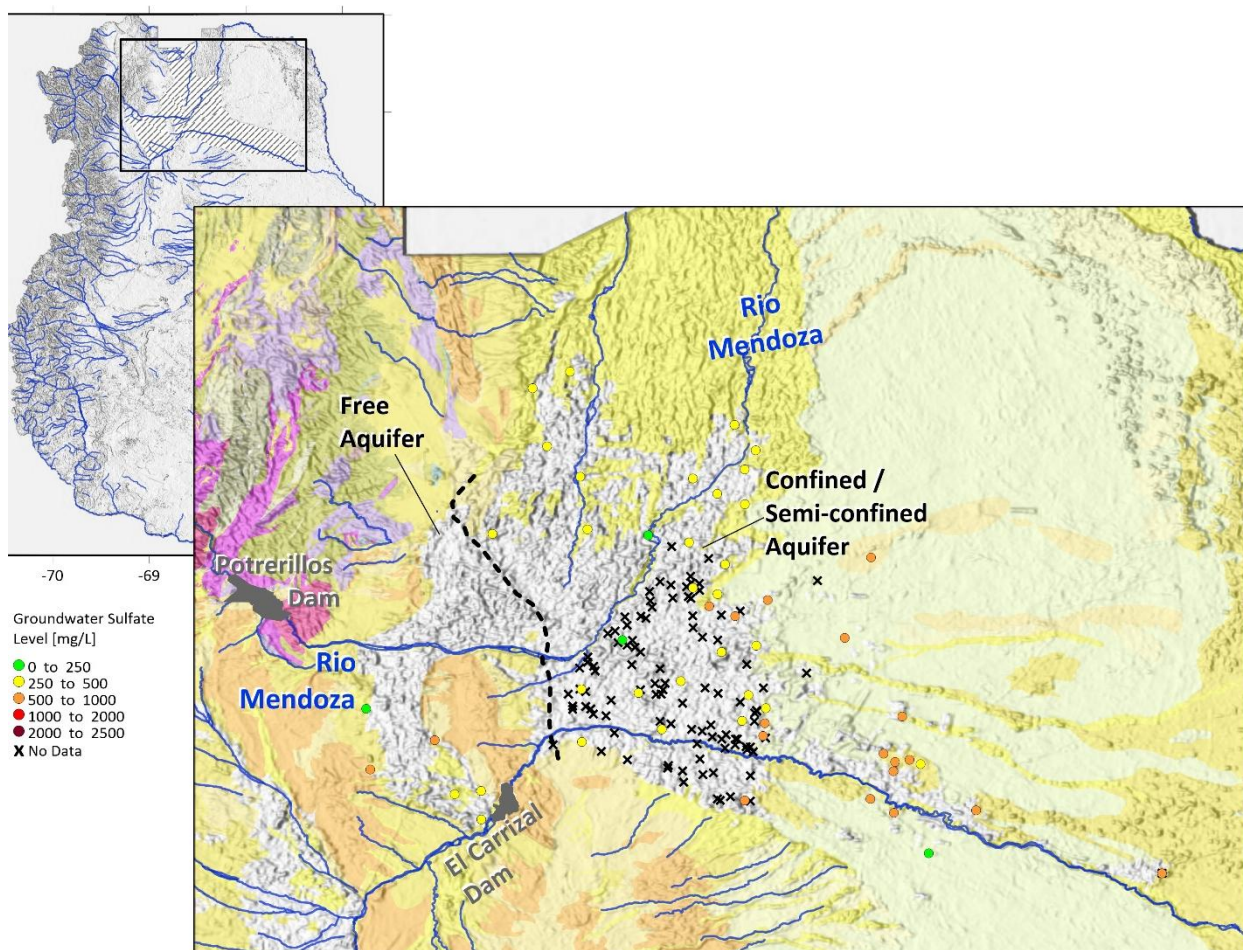 Rio
Mendoza
Free
Aquifer
Confined /
Semi-confined
Aquifer
-70
-69
Potrerillos
Dam
Groundwater Sulfate
Level [mg/L]
0 to 250
250 to 500
500 to 1000
1000 to 2000
2000 to 2500
X No Data
Rio
Mendoza
El Carrizal
Dam